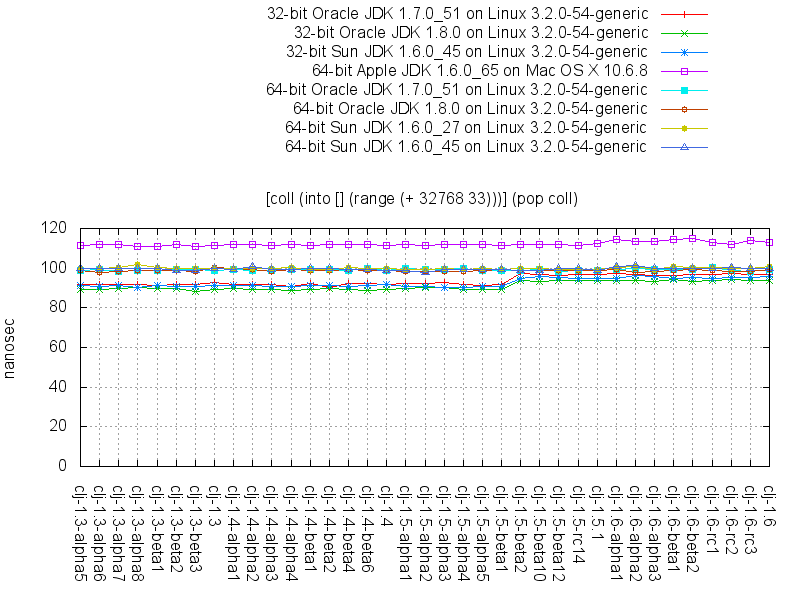 32-bit Oracle JDK 1.7.0_51 on Linux 3.2.0-54-generic
32-bit Oracle JDK 1.8.0 on Linux 3.2.0-54-generic
32-bit Sun JDK 1.6.0_45 on Linux 3.2.0-54-generic
64-bit Apple JDK 1.6.0_65 on Mac OS X 10.6.8
64-bit Oracle JDK 1.7.0_51 on Linux 3.2.0-54-generic
64-bit Oracle JDK 1.8.0 on Linux 3.2.0-54-generic
64-bit Sun JDK 1.6.0_27 on Linux 3.2.0-54-generic
64-bit Sun JDK 1.6.0_45 on Linux 3.2.0-54-generic
[coll (into [] (range (+ 32768 33)))] (pop coll)
120
100
80
60
40
20
0
nanosec
clj-1.3-alpha5
clj-1.3-alpha6
clj-1.3-alpha7
clj-1.3-alpha8
clj-1.3-beta1
clj-1.3-beta2
clj-1.3-beta3
clj-1.3
clj-1.4-alpha1
clj-1.4-alpha2
clj-1.4-alpha3
clj-1.4-alpha4
clj-1.4-beta1
clj-1.4-beta2
clj-1.4-beta4
clj-1.4-beta6
clj-1.4
clj-1.5-alpha1
clj-1.5-alpha2
clj-1.5-alpha3
clj-1.5-alpha4
clj-1.5-alpha5
clj-1.5-beta1
clj-1.5-beta2
clj-1.5-beta10
clj-1.5-beta12
clj-1.5-rc14
clj-1.5.1
clj-1.6-alpha1
clj-1.6-alpha2
clj-1.6-alpha3
clj-1.6-beta1
clj-1.6-beta2
clj-1.6-rc1
clj-1.6-rc2
clj-1.6-rc3
clj-1.6